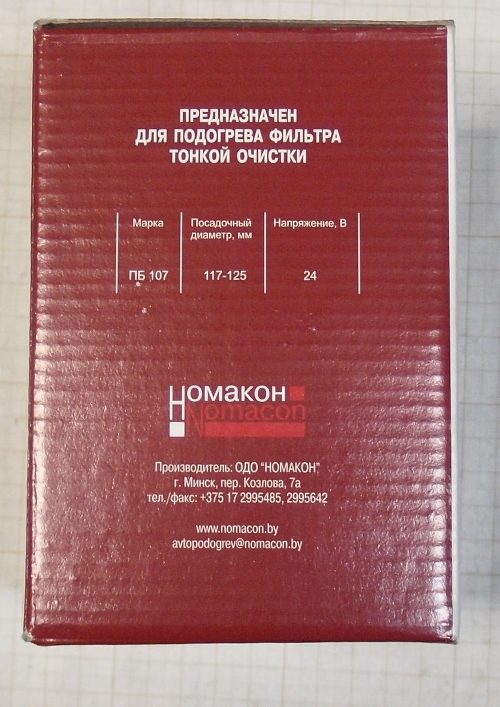 ПРЕДНАЗНАЧЕН
ДЛЯ ПОДОГРЕВА ФИЛЬТРА
ТОНКОЙ ОЧИСТКИ
Марка Посадочный диаметр, мм Напряжение, В
ПБ 107 117-125 24
Номакон
Nomacon
Производитель: ОДО "НОМАКОН"
г. Минск, пер. Козлова, 7а
тел./факс: +375 17 2995485, 2995642
www.nomacon.by
avtopodogrev@nomacon.by